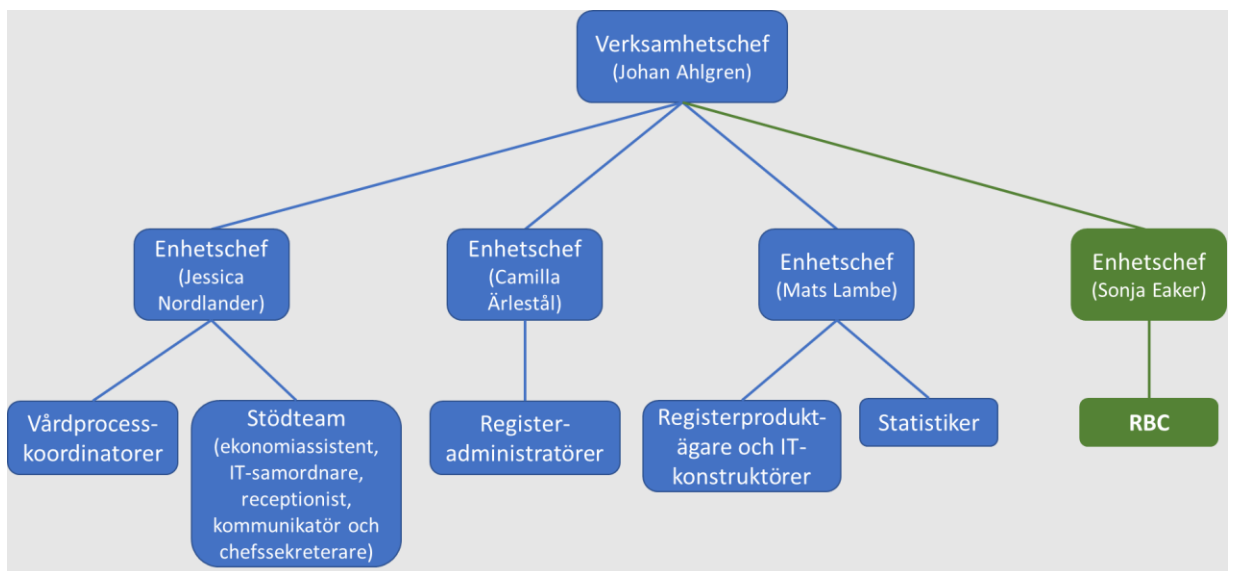 Verksamhetschef
(Johan Ahlgren)
Enhetschef
(Jessica
Nordlander)
Enhetschef
(Camilla
Ärlestål)
Enhetschef
(Mats Lambe)
Enhetschef
(Sonja Eaker)
Vårdprocess-
koordinatorer
Stödteam
(ekonomiassistent,
IT-samordnare,
receptionist,
kommunikatör och
chefssekreterare)
Register-
administratörer
Registerprodukt-
ägare och IT-
konstruktörer
Statistiker
RBC